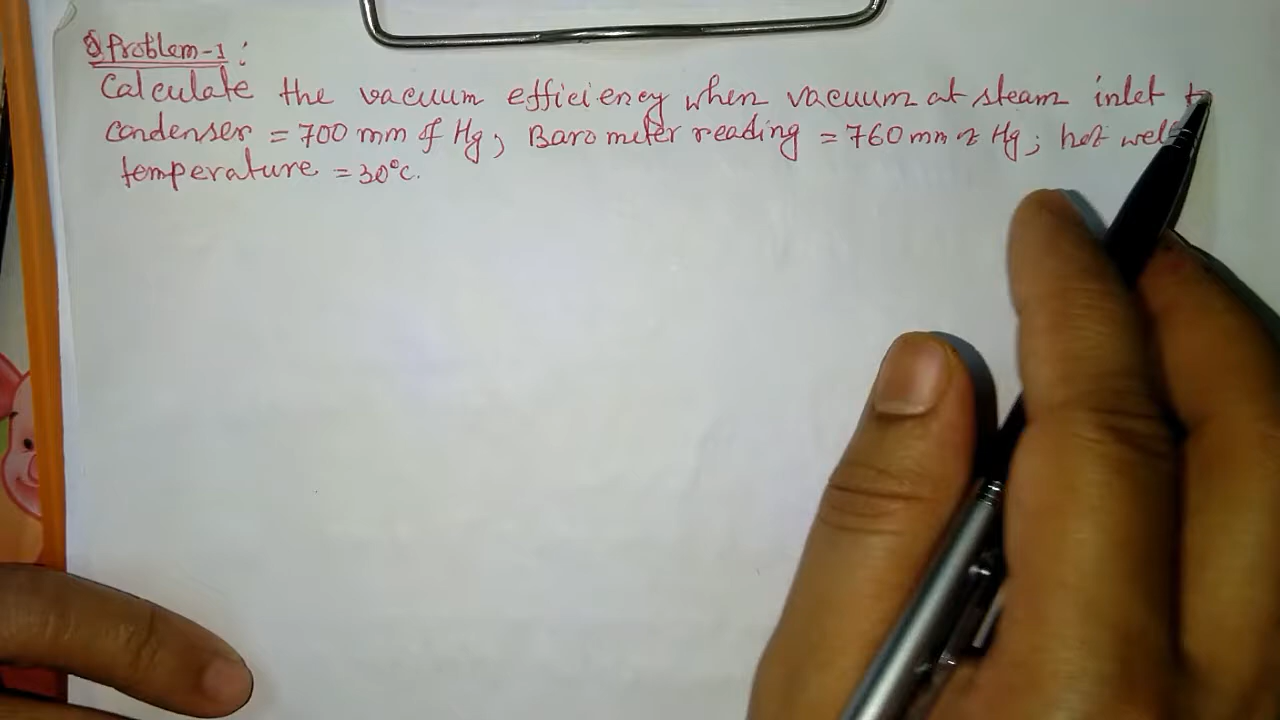 Problem-1:
Calculate the vacuum efficiency when vacuum at steam inlet
condenser = 700 mm of Hg, Barometer reading = 760 mm of Hg; hot well
temperature = 30°C.